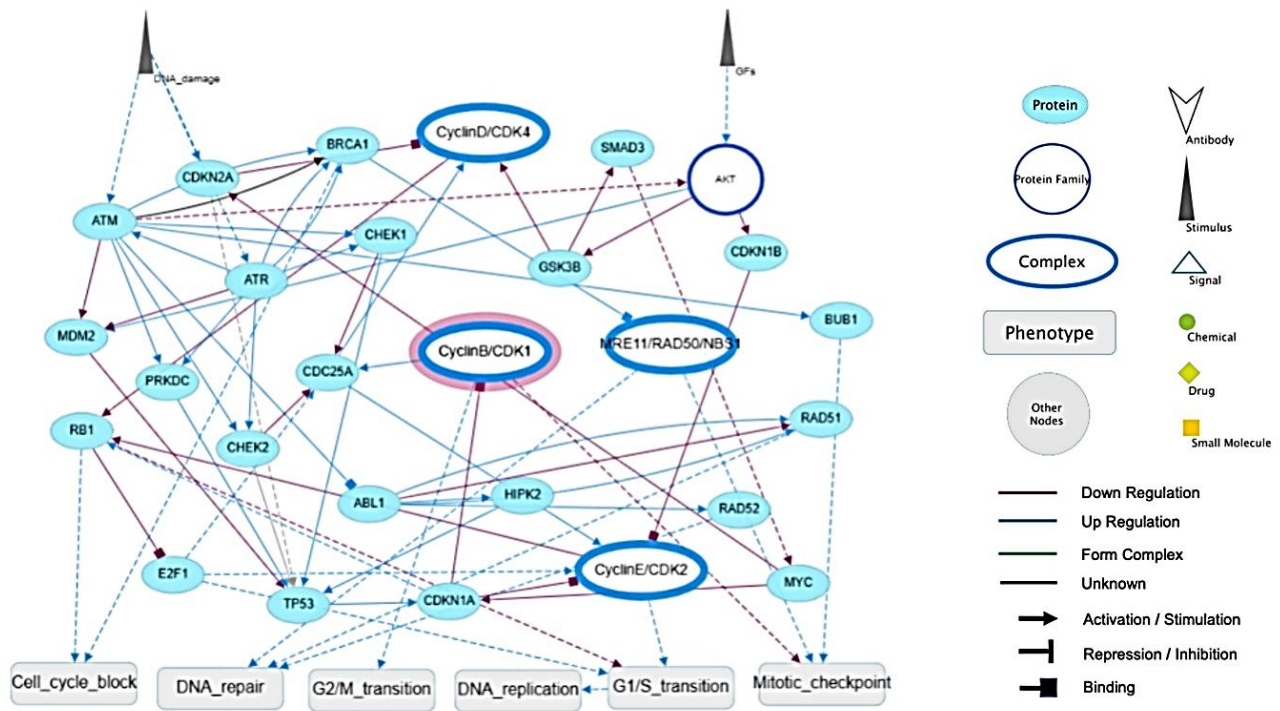 DNA_damage
GFs
CyclinD/CDK4
BRCA1
SMAD3
CDKN2A
AKT
ATM
CHEK1
CDKN1B
GSK3B
ATR
BUB1
MDM2
CyclinB/CDK1
MRE11/RAD50/NBS1
CDC25A
PRKDC
RAD51
RB1
CHEK2
HIPK2
ABL1
RAD52
E2F1
CyclinE/CDK2
MYC
TP53
CDKN1A
Cell_cycle_block
DNA_repair
G2/M_transition
DNA_replication
G1/S_transition
Mitotic_checkpoint
Protein
Antibody
Protein Family
Stimulus
Complex
Signal
Phenotype
Chemical
Drug
Other
Nodes
Small Molecule
Down Regulation
Up Regulation
Form Complex
Unknown
Activation / Stimulation
Repression / Inhibition
Binding